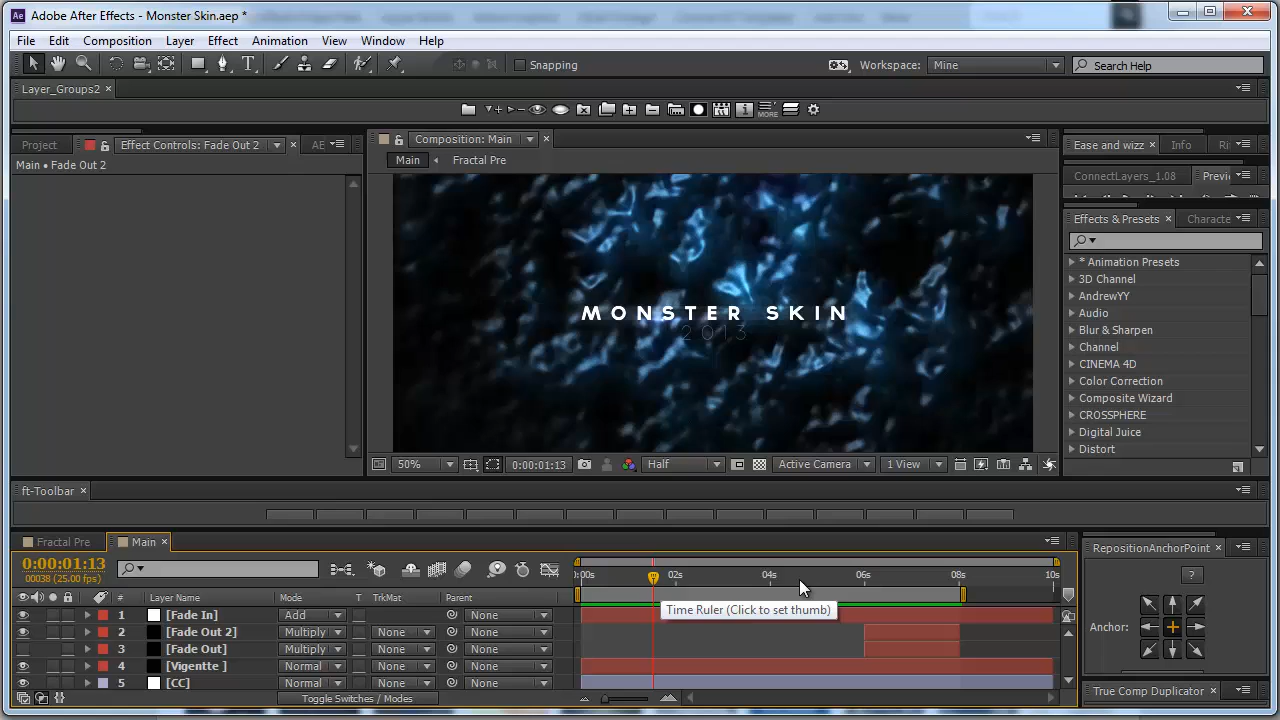 Adobe After Effects - Monster Skin.aep *
File Edit Composition Layer Effect Animation View Window Help
Snapping Workspace: Mine Search Help
Layer_Groups2
MORE
Project Effect Controls: Fade Out 2 AE
Main • Fade Out 2
Composition: Main
Main Fractal Pre
MONSTER SKIN
2013
50% 0:00:01:13 Half Active Camera 1 View
Ease and wizz Info
ConnectLayers_1.08 Previ
Effects & Presets Characte
* Animation Presets
3D Channel
AndrewYY
Audio
Blur & Sharpen
Channel
CINEMA 4D
Color Correction
Composite Wizard
CROSSPHERE
Digital Juice
Distort
ft-Toolbar
Fractal Pre Main
0:00:01:13
00038 (25.00 fps)
:00s 02s 04s 06s 08s 10s
Time Ruler (Click to set thumb)
# Layer Name Mode T TrkMat Parent
1 [Fade In] Add None
2 [Fade Out 2] Multiply None None
3 [Fade Out] Multiply None None
4 [Vigentte ] Normal None None
5 [CC] Normal None None
Toggle Switches / Modes
RepositionAnchorPoint
?
Anchor:
True Comp Duplicator